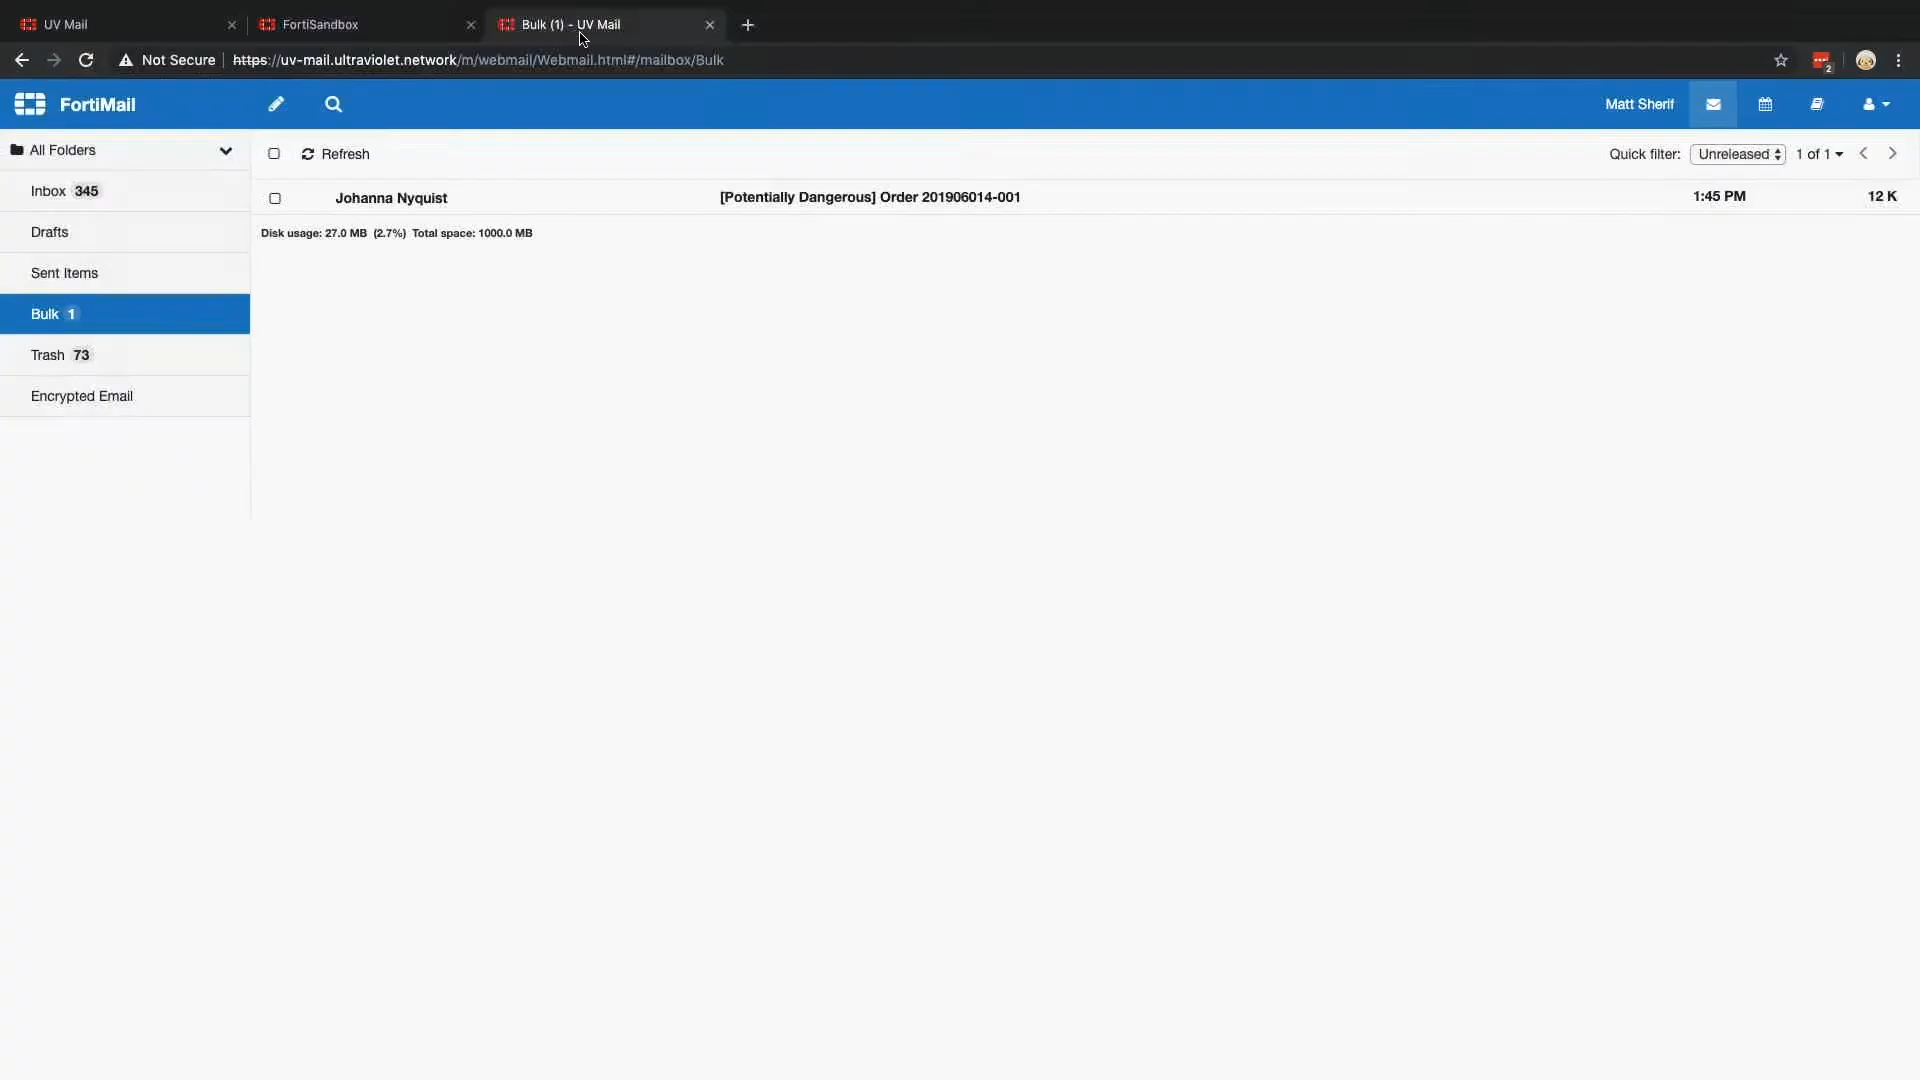 UV Mail
FortiSandbox
Bulk (1) - UV Mail
Not Secure https://uv-mail.ultraviolet.network/m/webmail/Webmail.html#/mailbox/Bulk
2
FortiMail
Matt Sherif
All Folders
Refresh
Quick filter: Unreleased 1 of 1
Inbox 345
Johanna Nyquist [Potentially Dangerous] Order 201906014-001 1:45 PM 12 K
Drafts
Disk usage: 27.0 MB (2.7%) Total space: 1000.0 MB
Sent Items
Bulk 1
Trash 73
Encrypted Email